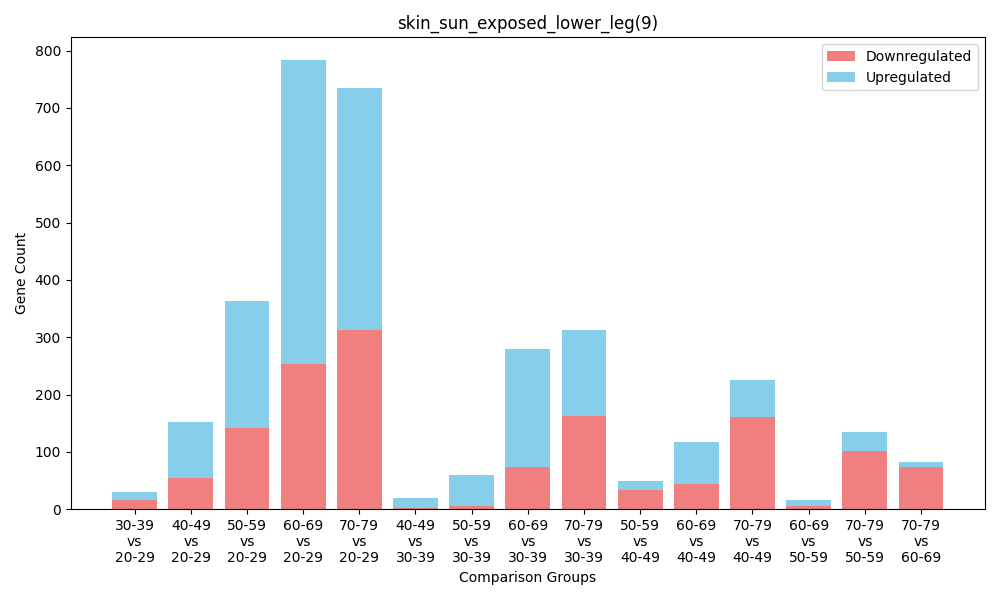 skin_sun_exposed_lower_leg(9)
Downregulated
Upregulated
Gene Count
800
700
600
500
400
300
200
100
0
30-39
vs
20-29
40-49
vs
20-29
50-59
vs
20-29
60-69
vs
20-29
70-79
vs
20-29
40-49
vs
30-39
50-59
vs
30-39
60-69
vs
30-39
70-79
vs
30-39
50-59
vs
40-49
60-69
vs
40-49
70-79
vs
40-49
60-69
vs
50-59
70-79
vs
50-59
70-79
vs
60-69
Comparison Groups